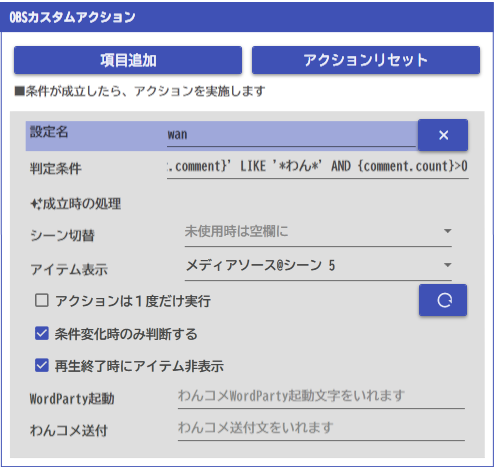 OBSカスタムアクション
項目追加 アクションリセット
■条件が成立したら、アクションを実施します
設定名 wan ×
判定条件 .comment}' LIKE '*わん*' AND {comment.count}>0
成立時の処理
シーン切替 未使用時は空欄に
アイテム表示 メディアソース@シーン 5
アクションは１度だけ実行
条件変化時のみ判断する
再生終了時にアイテム非表示
WordParty起動 わんコメWordParty起動文字をいれます
わんコメ送付 わんコメ送付文をいれます